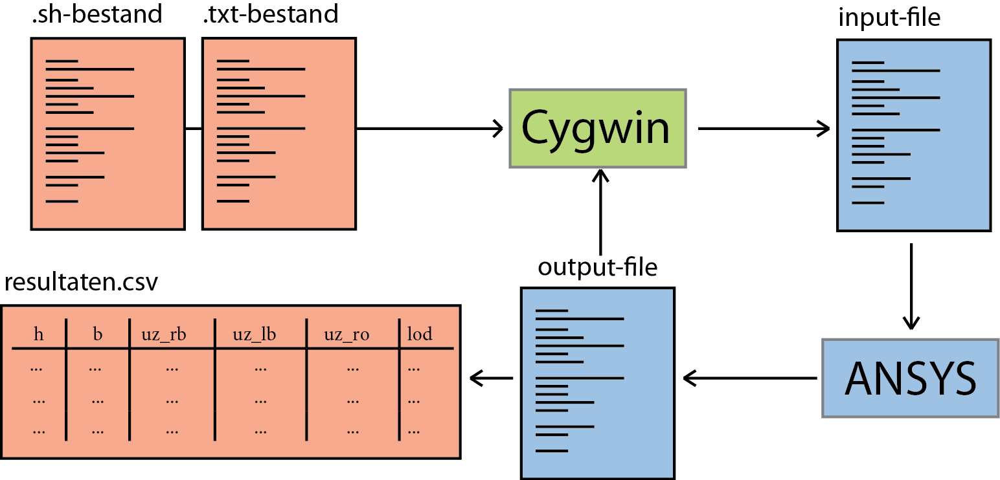 .sh-bestand
.txt-bestand
input-file
Cygwin
output-file
resultaten.csv
h b uz_rb uz_lb uz_ro lod
... ... ... ... ... ...
... ... ... ... ... ...
... ... ... ... ... ...
ANSYS